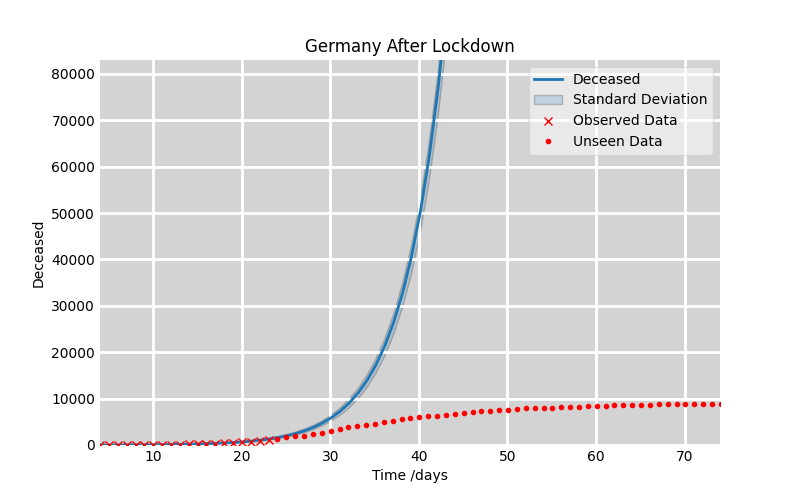 Germany After Lockdown
Deceased
80000
70000
60000
50000
40000
30000
20000
10000
0
Deceased
Standard Deviation
Observed Data
Unseen Data
10
20
30
40
50
60
70
Time /days